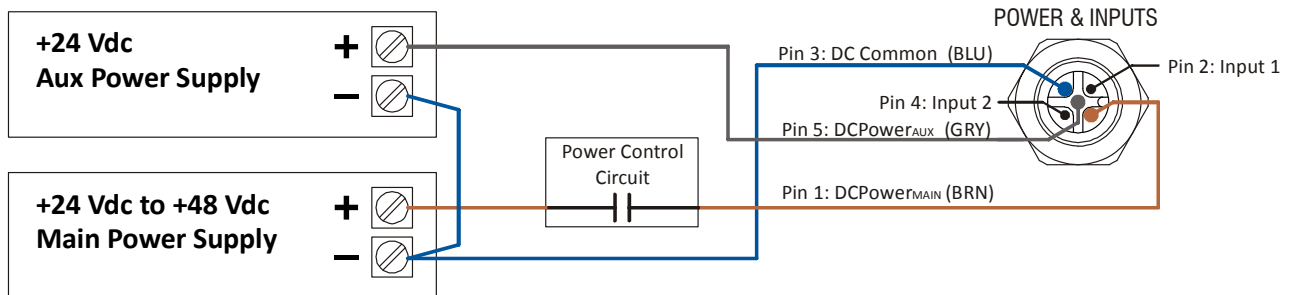 POWER & INPUTS
+24 Vdc
Aux Power Supply
+
−
Pin 3: DC Common (BLU)
Pin 2: Input 1
Pin 4: Input 2
Pin 5: DCPowerAUX (GRY)
Power Control
Circuit
+24 Vdc to +48 Vdc
Main Power Supply
+
−
Pin 1: DCPowerMAIN (BRN)